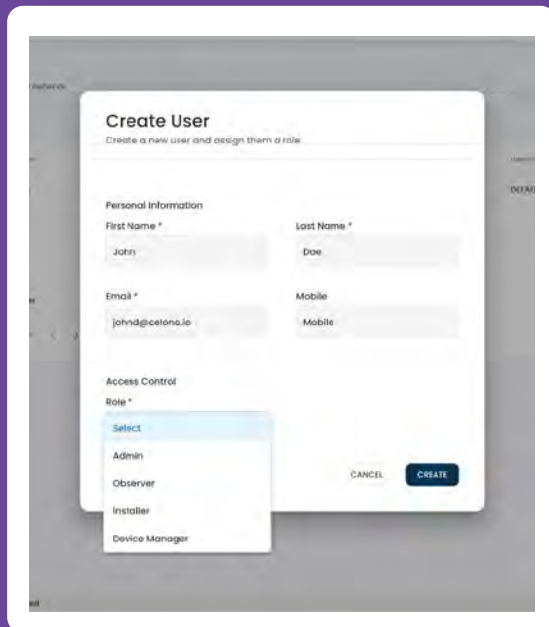 Create User
Create a new user and assign them a role
Personal Information
First Name * Last Name *
John Doe
Email * Mobile
johnd@celona.io Mobile
Access Control
Role *
Select
Admin
Observer
Installer
Device Manager
CANCEL CREATE